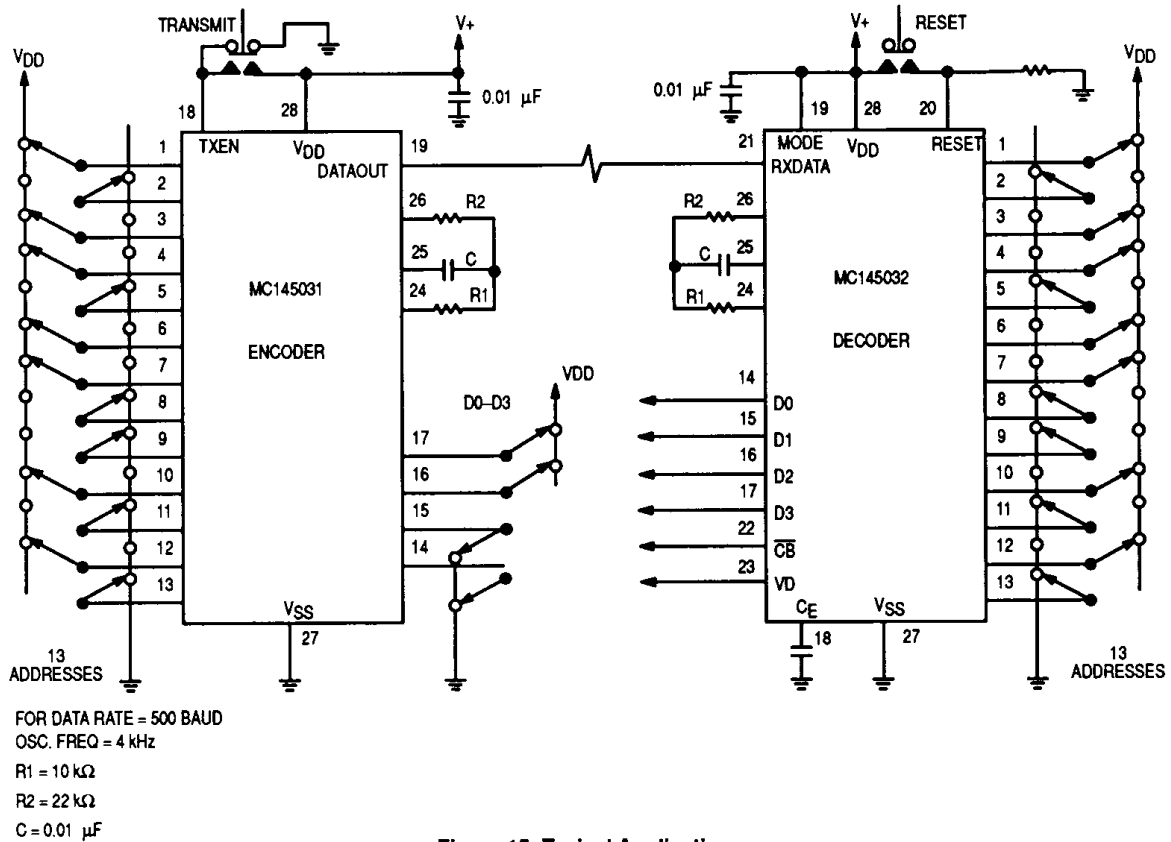 TRANSMIT
V+
VDD
18
28
0.01 μF
TXEN
VDD
DATAOUT
19
1
2
3
4
5
6
7
8
9
10
11
12
13
26
R2
25
C
24
R1
MC145031
ENCODER
D0–D3
VDD
17
16
15
14
VSS
27
13
ADDRESSES
V+
RESET
VDD
0.01 μF
19
28
20
21
MODE
VDD
RESET
RXDATA
R2
26
C
25
R1
24
MC145032
DECODER
14
D0
15
D1
16
D2
17
D3
22
CB
23
VD
CE
18
VSS
27
1
2
3
4
5
6
7
8
9
10
11
12
13
13
ADDRESSES
FOR DATA RATE = 500 BAUD
OSC. FREQ = 4 kHz
R1 = 10 kΩ
R2 = 22 kΩ
C = 0.01 μF